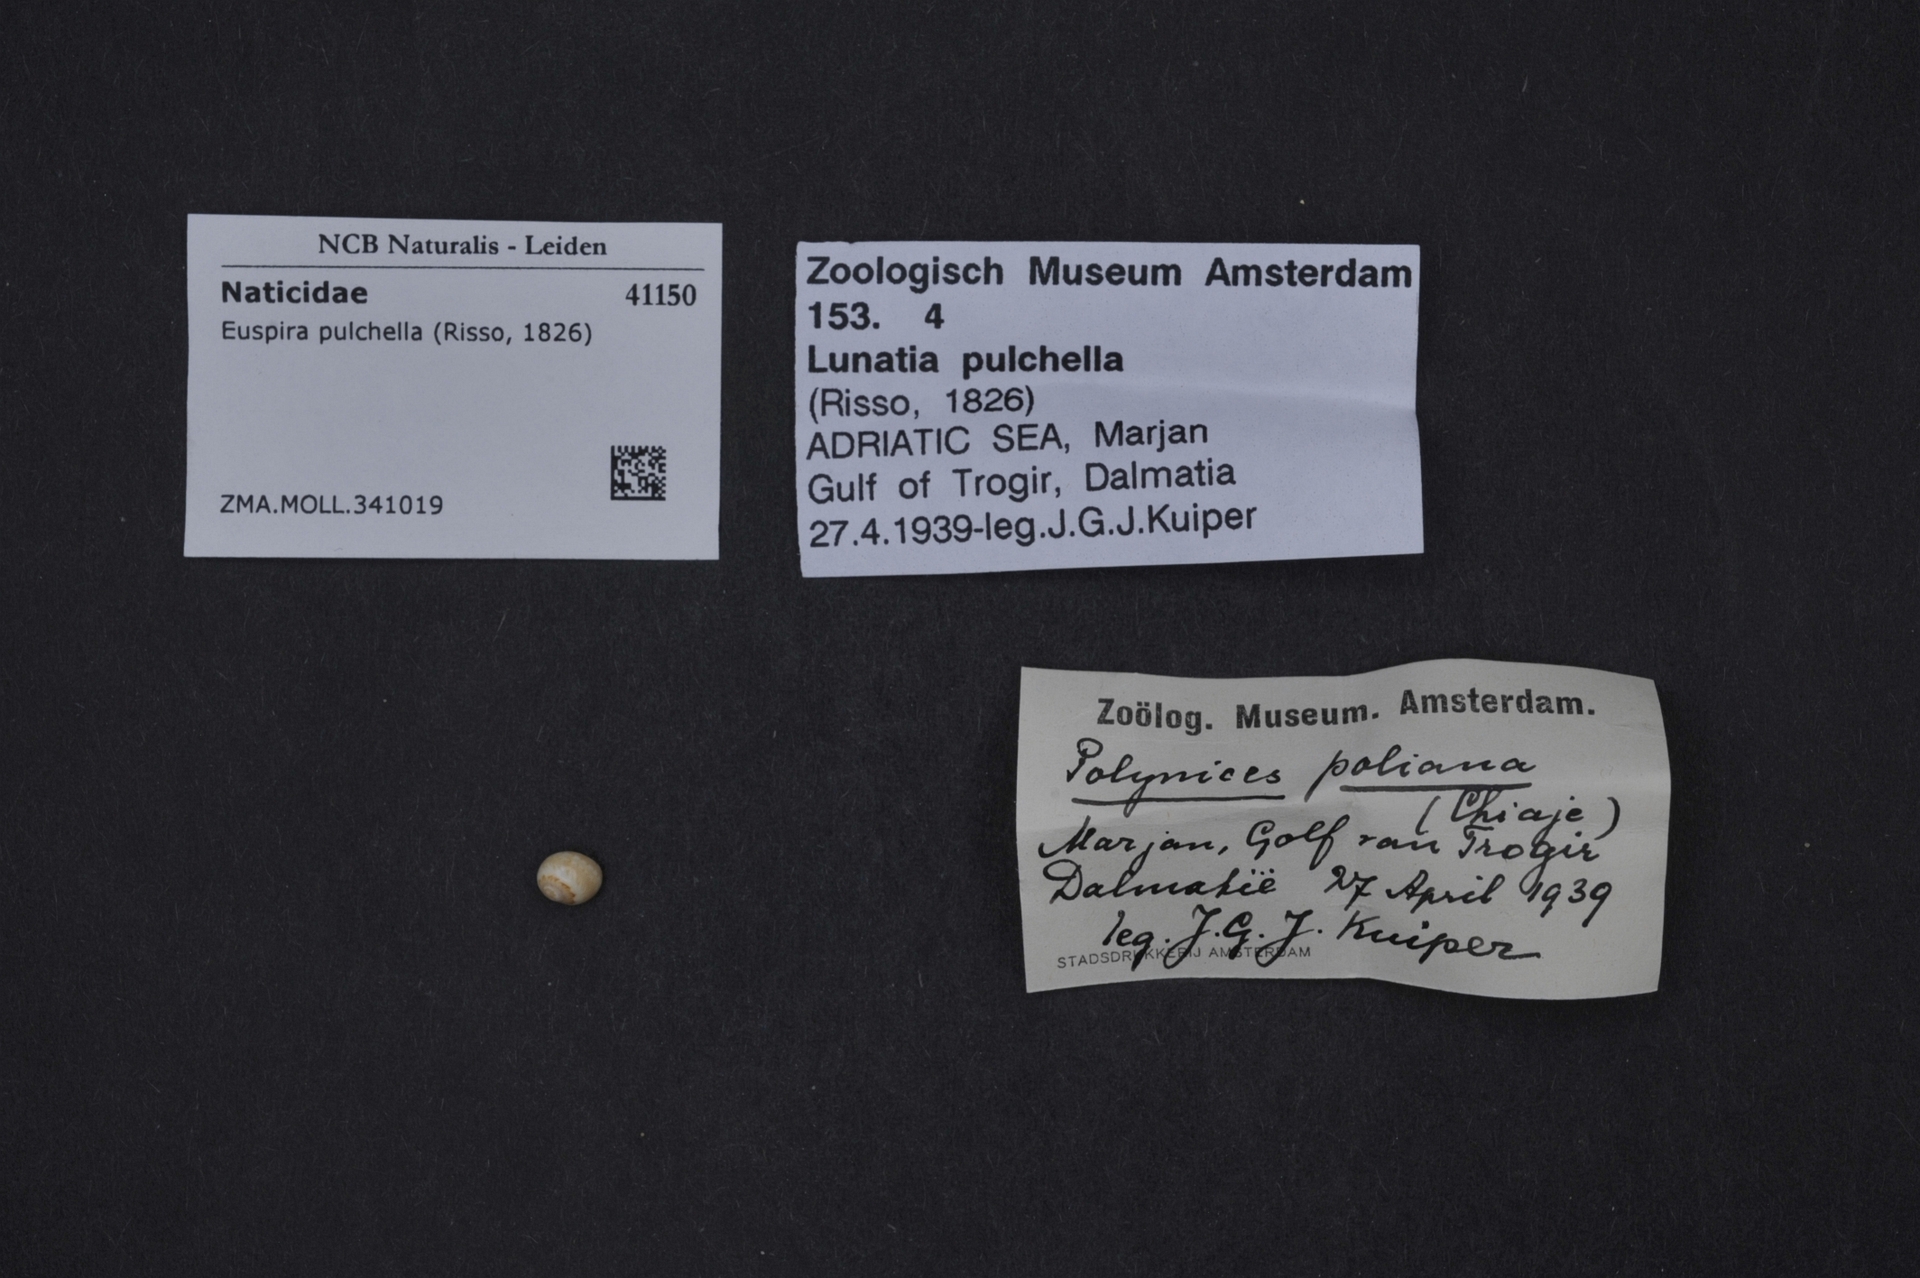 NCB Naturalis - Leiden
Naticidae 41150
Euspira pulchella (Risso, 1826)
ZMA.MOLL.341019
Zoologisch Museum Amsterdam
153. 4
Lunatia pulchella
(Risso, 1826)
ADRIATIC SEA, Marjan
Gulf of Trogir, Dalmatia
27.4.1939-leg.J.G.J.Kuiper
Zoölog. Museum. Amsterdam.
Polynices poliana
(Chiaje)
Marjan, Golf van Trogir
Dalmatië 27 April 1939
leg. J.G.J. Kuiper
STADSDRUKKERIJ AMSTERDAM